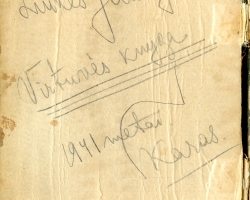 Virtuvės knyga
1941 metai
Karas.